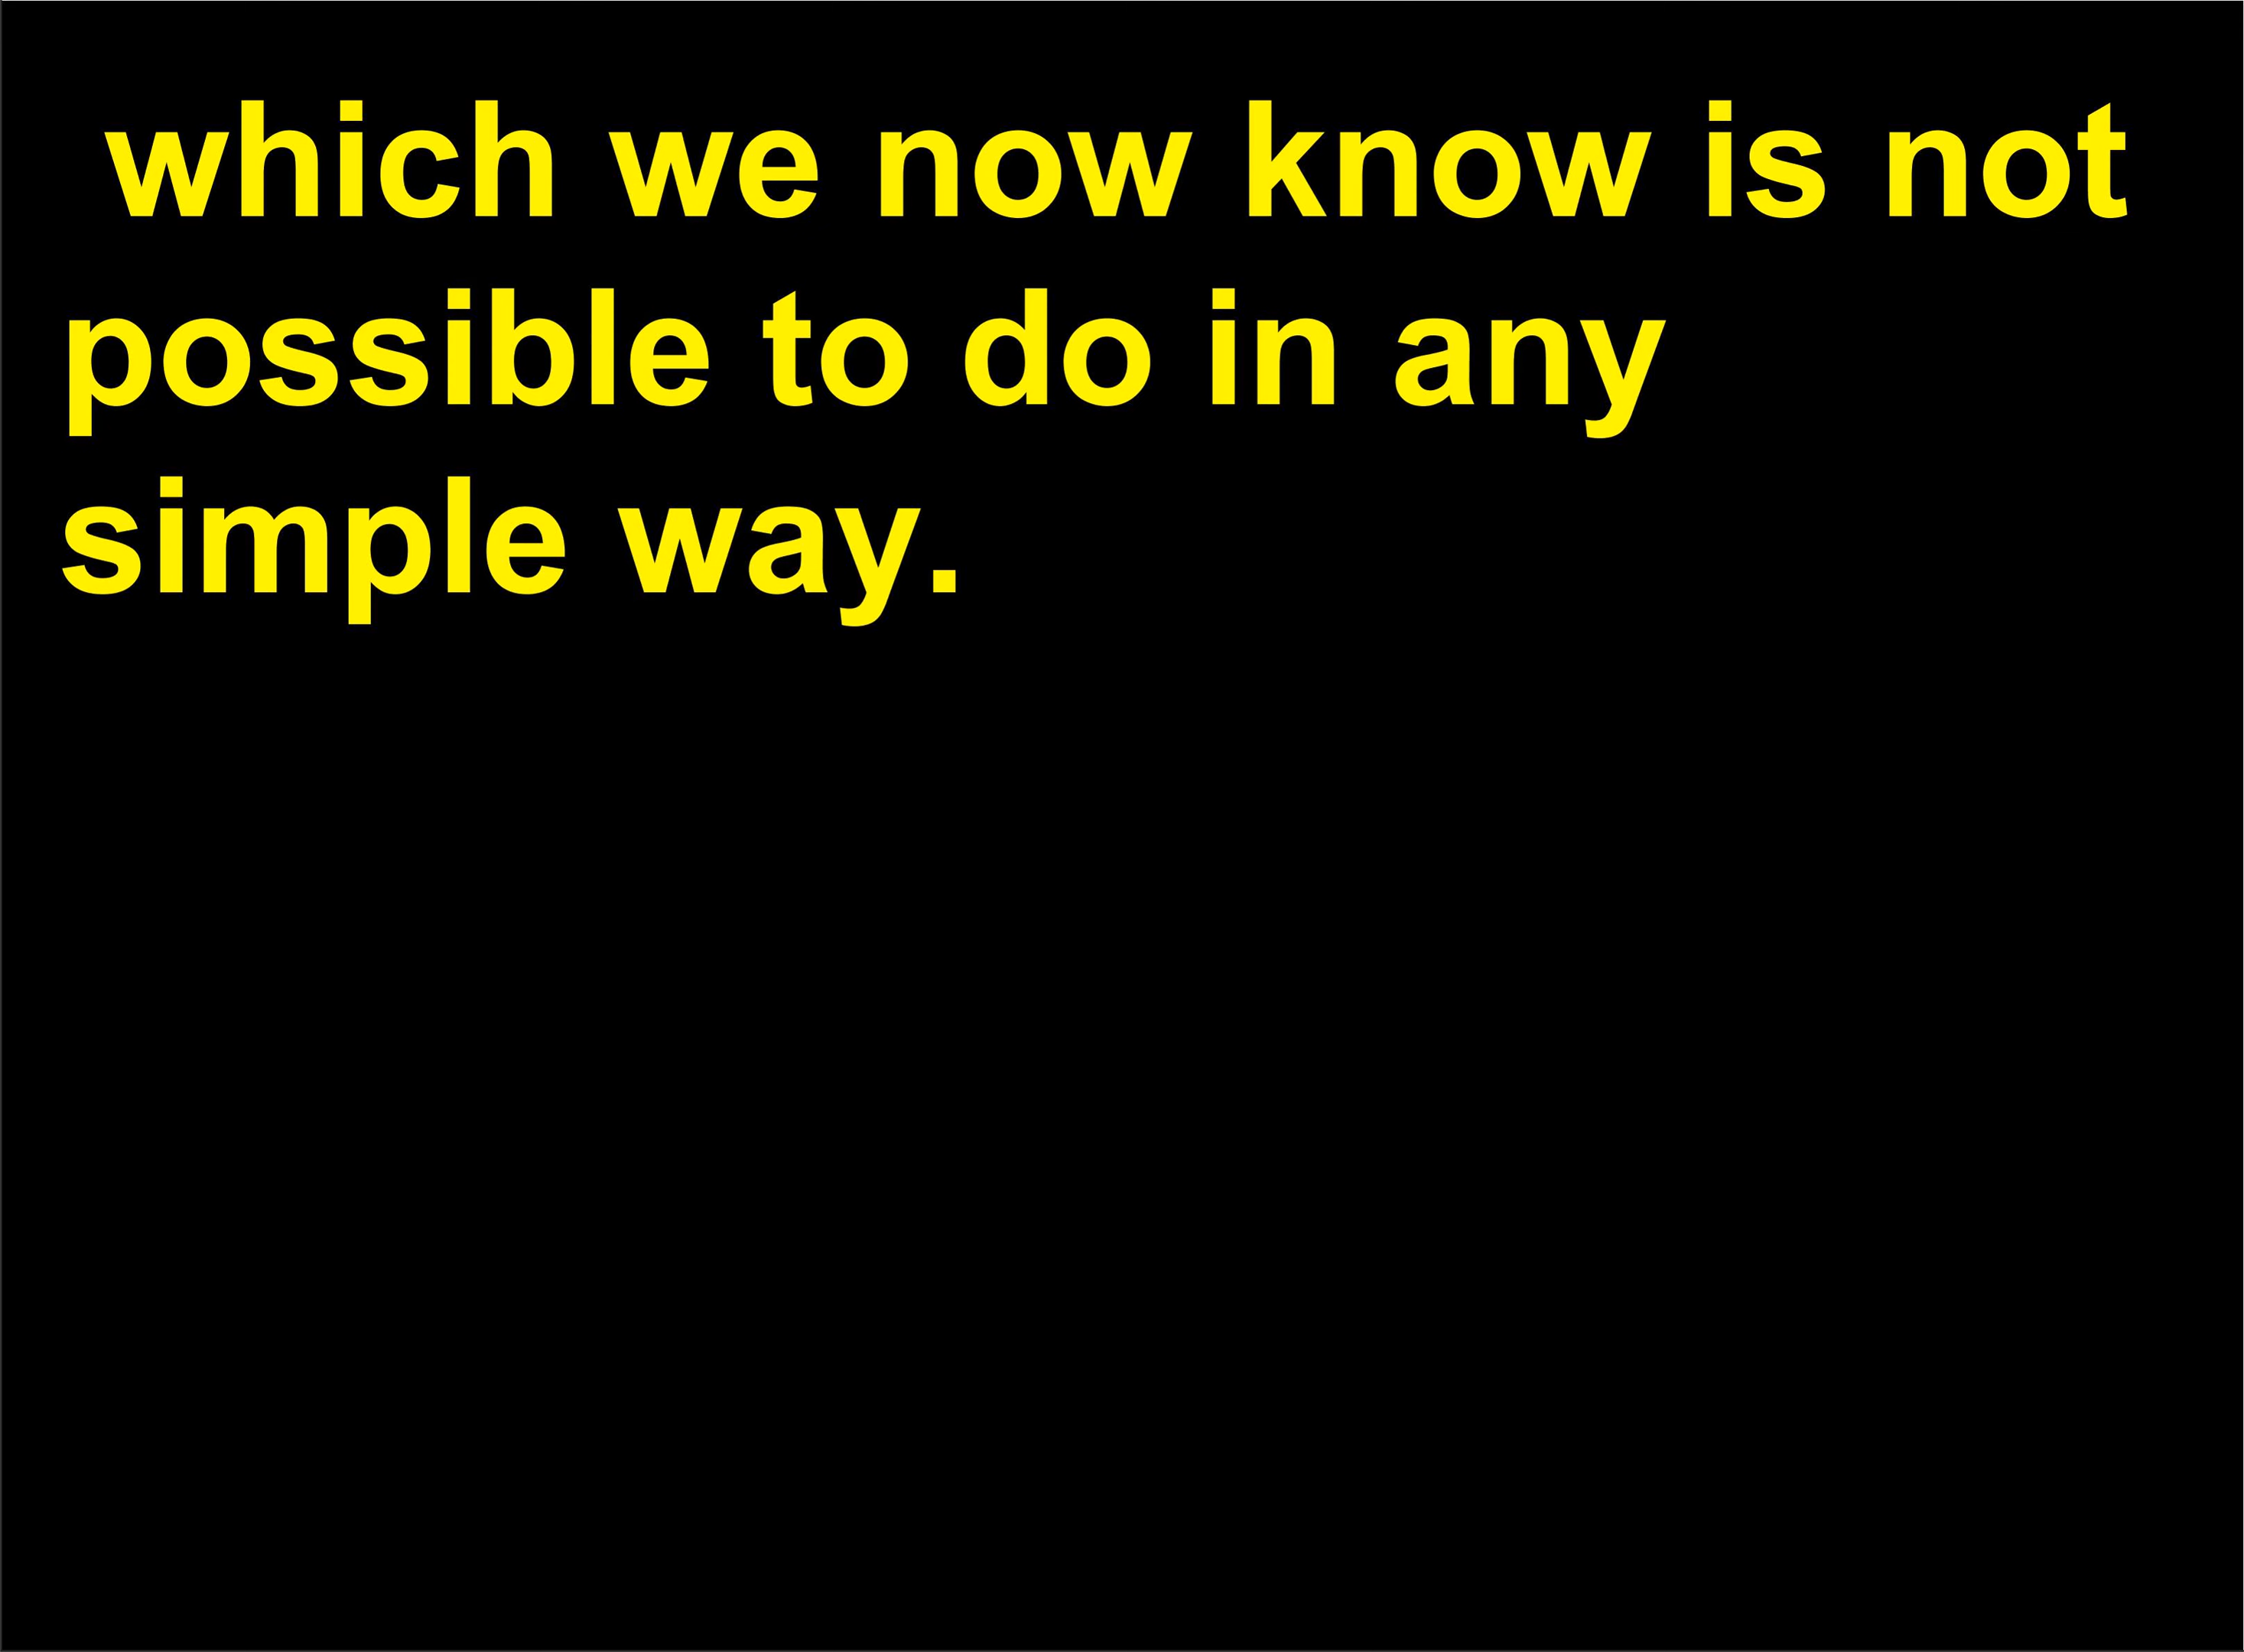 which we now know is not
possible to do in any
simple way.